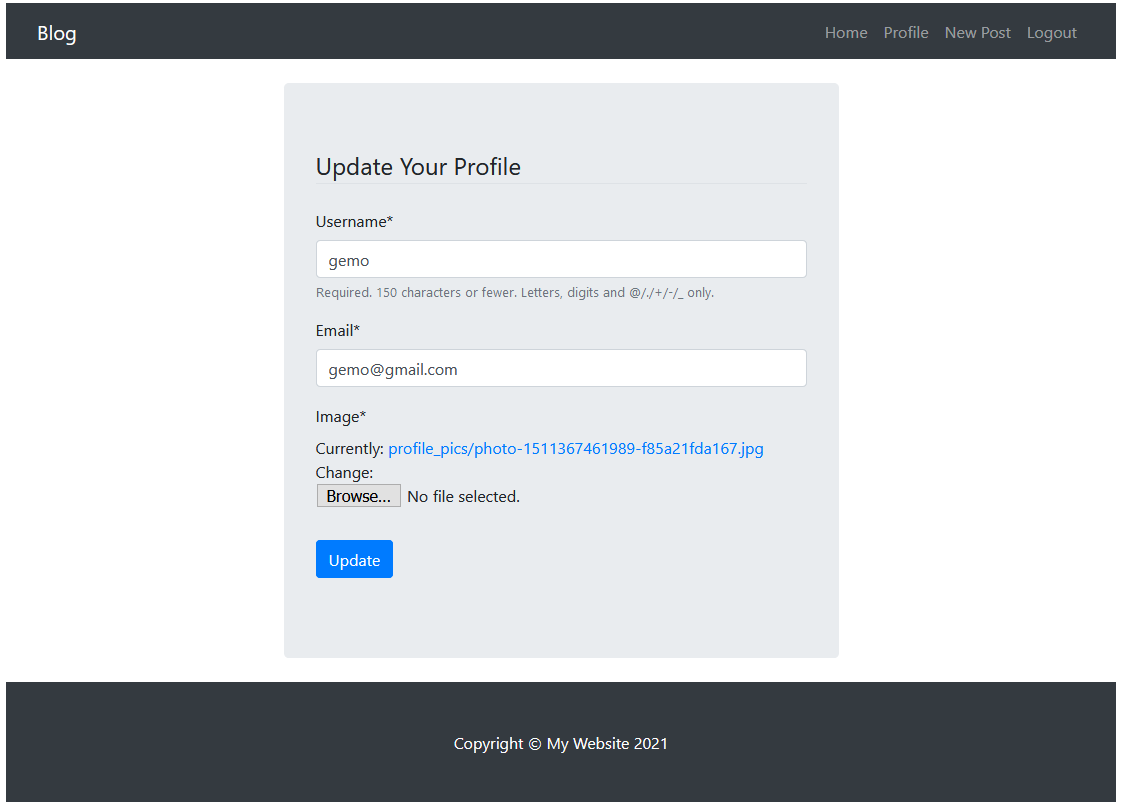 Blog
Home Profile New Post Logout
Update Your Profile
Username*
gemo
Required. 150 characters or fewer. Letters, digits and @/./+/-/_ only.
Email*
gemo@gmail.com
Image*
Currently: profile_pics/photo-1511367461989-f85a21fda167.jpg
Change:
Browse... No file selected.
Update
Copyright © My Website 2021